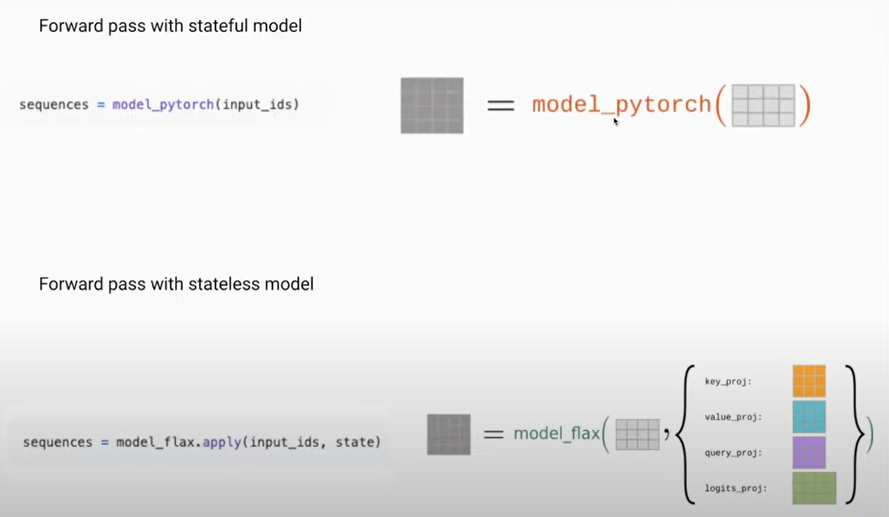 Forward pass with stateful model
sequences = model_pytorch(input_ids)
= model_pytorch( )
Forward pass with stateless model
sequences = model_flax.apply(input_ids, state)
= model_flax( , { key_proj:
value_proj:
query_proj:
logits_proj: } )